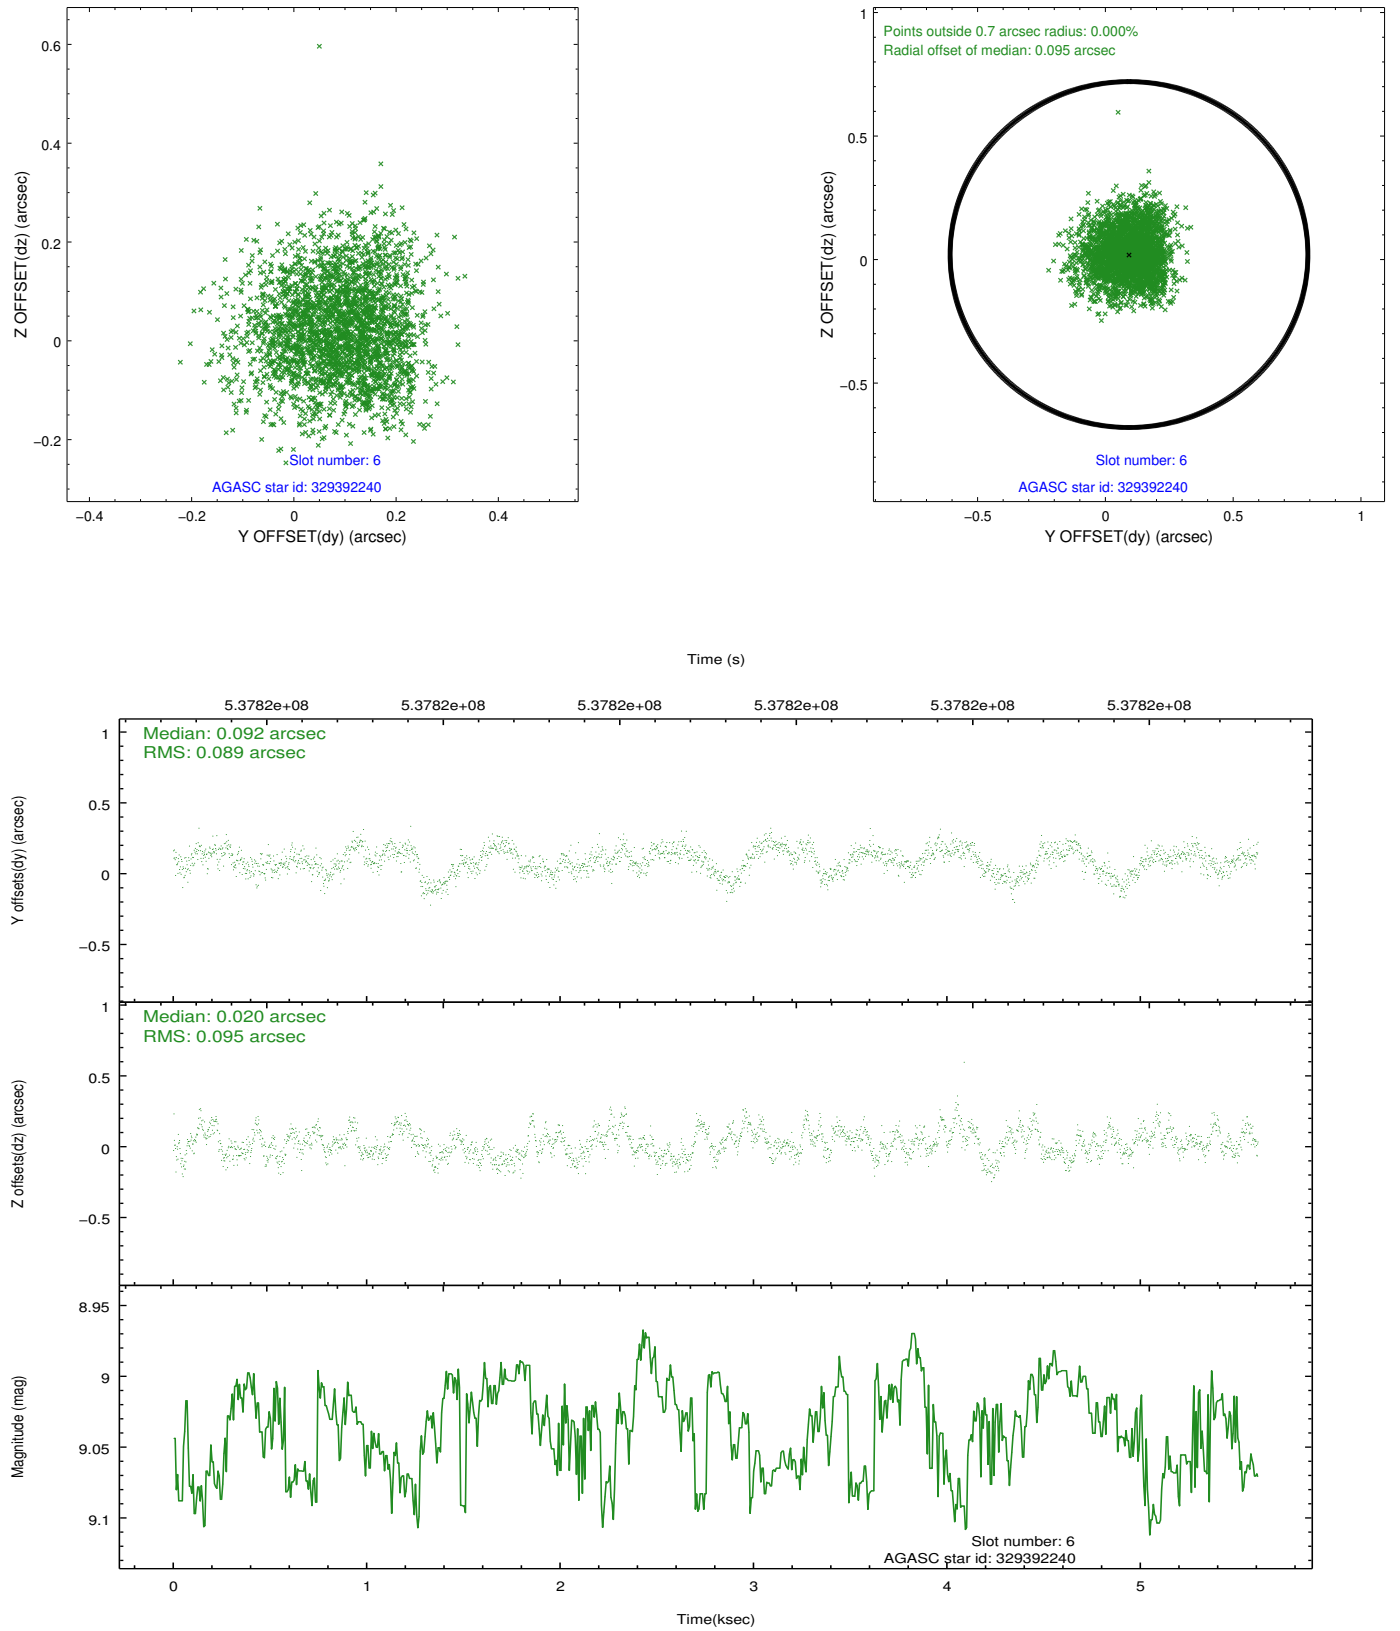 0.6
0.4
0.2
0
−0.2
−0.4
−0.2
0
0.2
0.4
Z OFFSET(dz) (arcsec)
Y OFFSET(dy) (arcsec)
Slot number: 6
AGASC star id: 329392240
Points outside 0.7 arcsec radius: 0.000%
Radial offset of median: 0.095 arcsec
1
0.5
0
−0.5
−0.5
0
0.5
1
Z OFFSET(dz) (arcsec)
Y OFFSET(dy) (arcsec)
Slot number: 6
AGASC star id: 329392240
Time (s)
5.3782e+08 5.3782e+08 5.3782e+08 5.3782e+08 5.3782e+08 5.3782e+08
Median: 0.092 arcsec
RMS: 0.089 arcsec
1
0.5
0
−0.5
Y offsets(dy) (arcsec)
Median: 0.020 arcsec
RMS: 0.095 arcsec
1
0.5
0
−0.5
Z offsets(dz) (arcsec)
8.95
9
9.05
9.1
Magnitude (mag)
Slot number: 6
AGASC star id: 329392240
0 1 2 3 4 5
Time(ksec)